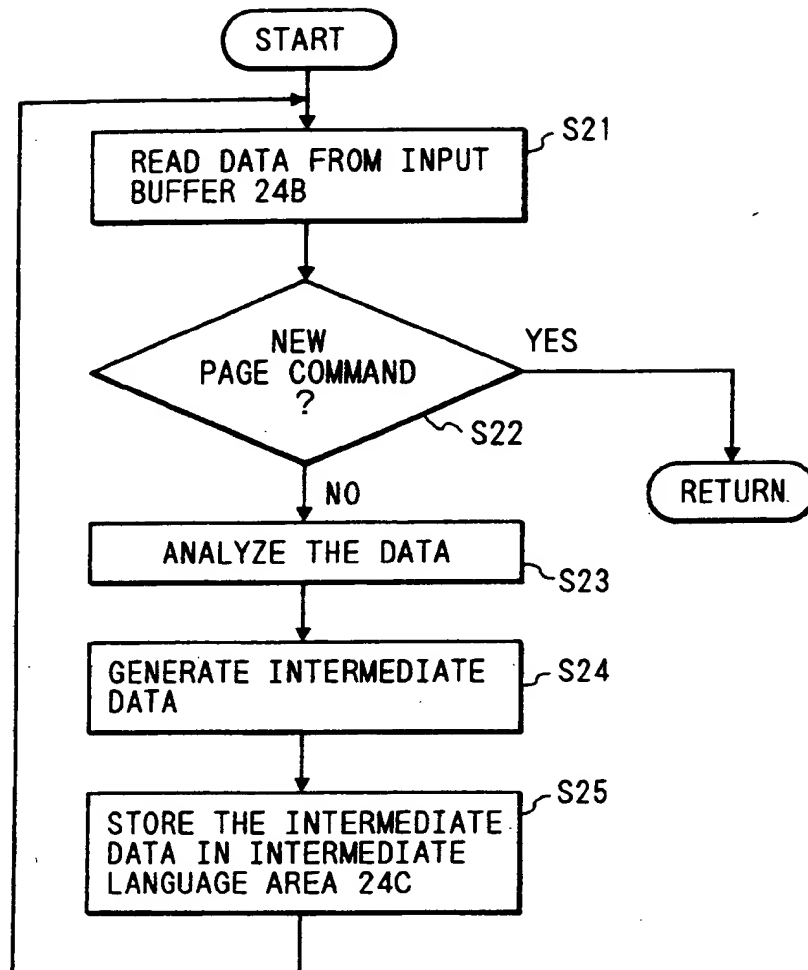 START
READ DATA FROM INPUT
BUFFER 24B
S21
NEW
PAGE COMMAND
?
YES
S22
RETURN
NO
ANALYZE THE DATA
S23
GENERATE INTERMEDIATE
DATA
S24
STORE THE INTERMEDIATE
DATA IN INTERMEDIATE
LANGUAGE AREA 24C
S25